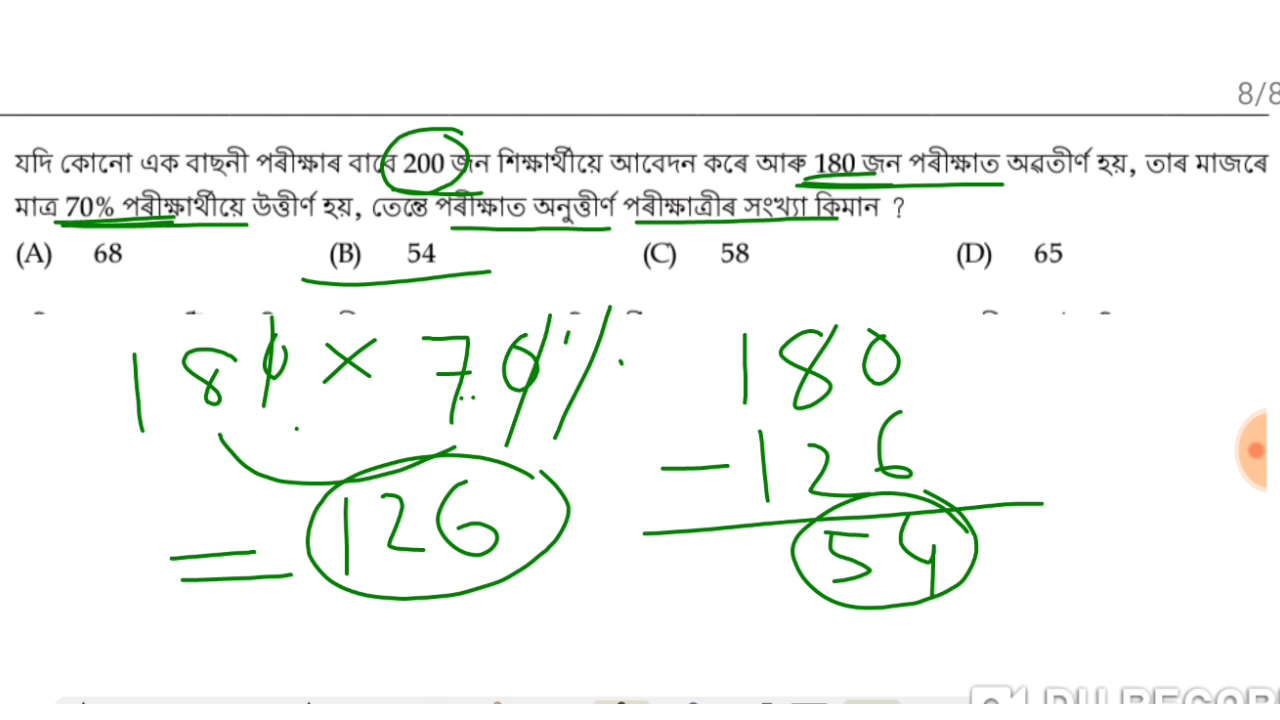 8/8
যদি কোনো এক বাছনী পৰীক্ষাৰ বাবে 200 জন শিক্ষাৰ্থীয়ে আবেদন কৰে আৰু 180 জন পৰীক্ষাত অৱতীৰ্ণ হয়, তাৰ মাজৰে
মাত্ৰ 70% পৰীক্ষাৰ্থীয়ে উত্তীৰ্ণ হয়, তেন্তে পৰীক্ষাত অনুত্তীৰ্ণ পৰীক্ষাত্ৰীৰ সংখ্যা কিমান ?
(A) 68 (B) 54 (C) 58 (D) 65
180 × 70%
= 126
180
- 126
54